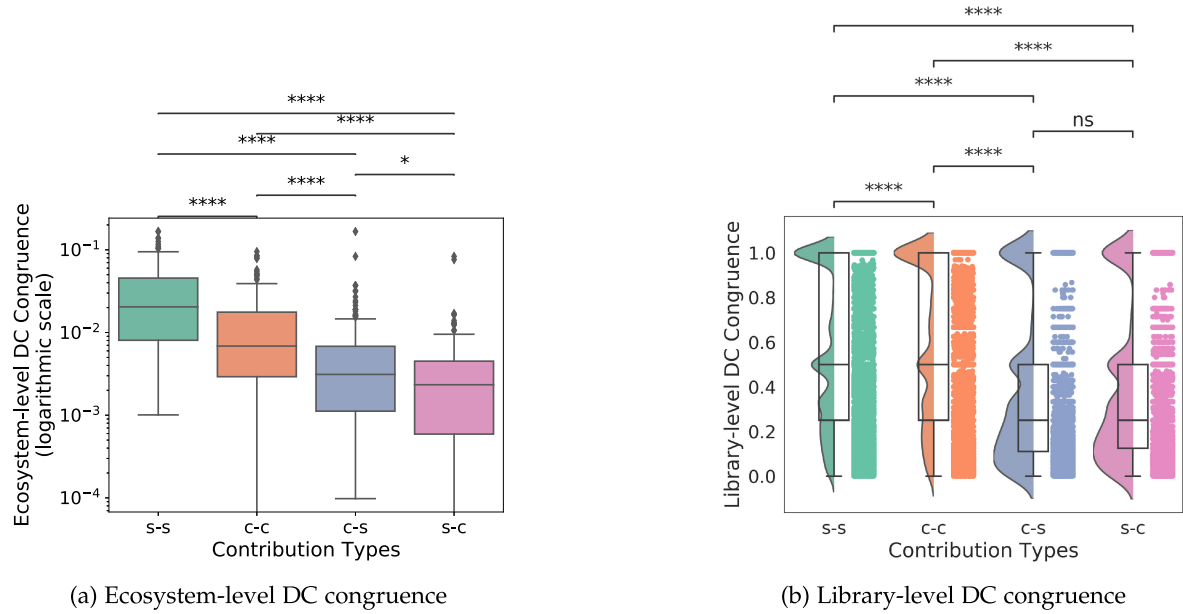 ****
****
****
*
****
****
Ecosystem-level DC Congruence
(logarithmic scale)
10⁻¹
10⁻²
10⁻³
10⁻⁴
s-s c-c c-s s-c
Contribution Types
(a) Ecosystem-level DC congruence
****
****
****
ns
****
****
Library-level DC Congruence
1.0
0.8
0.6
0.4
0.2
0.0
s-s c-c c-s s-c
Contribution Types
(b) Library-level DC congruence